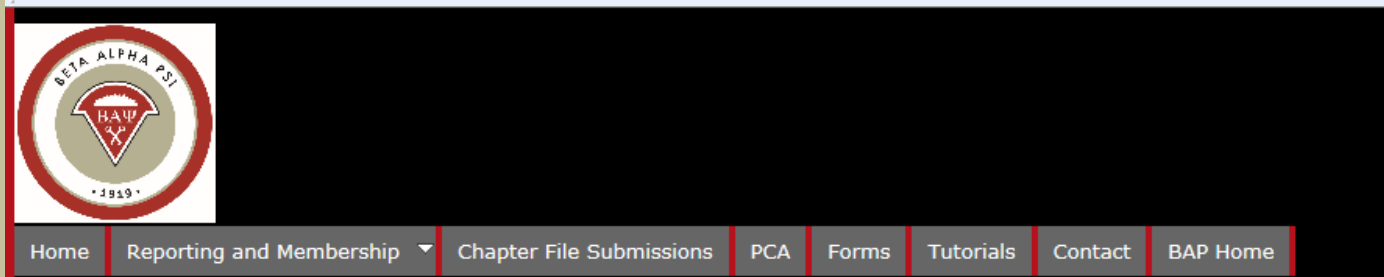 BETA ALPHA PSI
ΒΑΨ
·1919·
Home Reporting and Membership Chapter File Submissions PCA Forms Tutorials Contact BAP Home